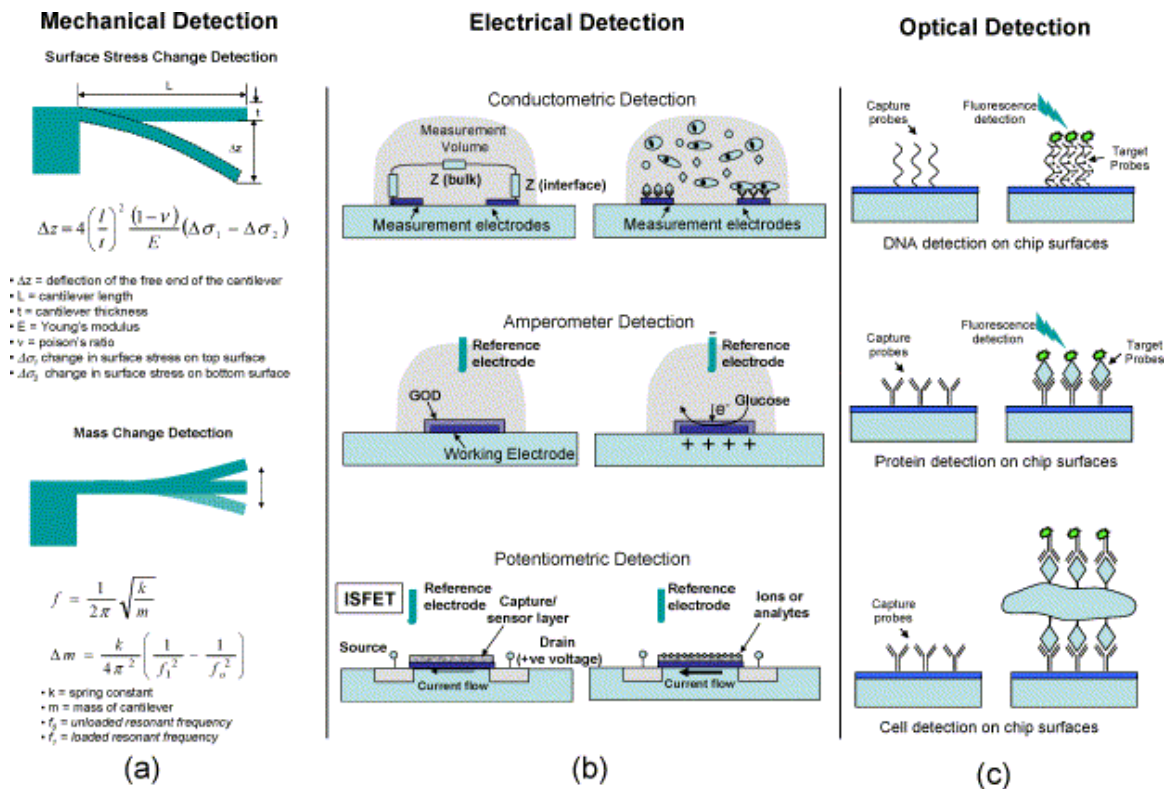 Mechanical Detection
Surface Stress Change Detection
L
t
Δz
Δz = 4(l/t)² (1-ν)/E (Δσ₁ − Δσ₂)
• Δz = deflection of the free end of the cantilever
• L = cantilever length
• t = cantilever thickness
• E = Young's modulus
• ν = poison's ratio
• Δσ₁ change in surface stress on top surface
• Δσ₂ change in surface stress on bottom surface
Mass Change Detection
f = 1/(2π) √(k/m)
Δm = k/(4π²) (1/f₁² − 1/f₀²)
• k = spring constant
• m = mass of cantilever
• f₀ = unloaded resonant frequency
• f₁ = loaded resonant frequency
(a)
Electrical Detection
Conductometric Detection
Measurement
Volume
Z (bulk)
Z (interface)
Measurement electrodes
Measurement electrodes
Amperometer Detection
Reference
electrode
GOD
Working Electrode
–
Reference
electrode
e⁻
Glucose
+ + + +
Potentiometric Detection
ISFET
Reference
electrode
Capture/
sensor layer
Source
Drain
(+ve voltage)
Current flow
Reference
electrode
Ions or
analytes
Current flow
(b)
Optical Detection
Capture
probes
Fluorescence
detection
Target
Probes
DNA detection on chip surfaces
Capture
probes
Fluorescence
detection
Target
Probes
Protein detection on chip surfaces
Capture
probes
Cell detection on chip surfaces
(c)